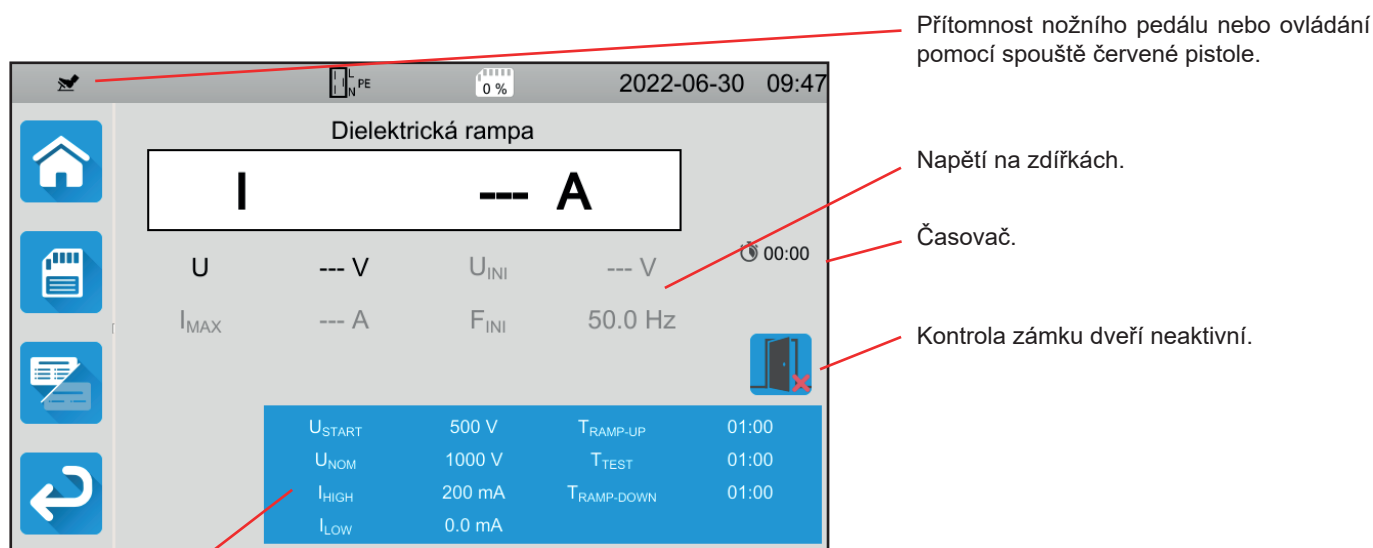 Přítomnost nožního pedálu nebo ovládání
pomocí spouště červené pistole.
L
N PE
0 %
2022-06-30 09:47
Dielektrická rampa
I --- A
Napětí na zdířkách.
Časovač.
00:00
U --- V UINI --- V
IMAX --- A FINI 50.0 Hz
Kontrola zámku dveří neaktivní.
USTART 500 V TRAMP-UP 01:00
UNOM 1000 V TTEST 01:00
IHIGH 200 mA TRAMP-DOWN 01:00
ILOW 0.0 mA